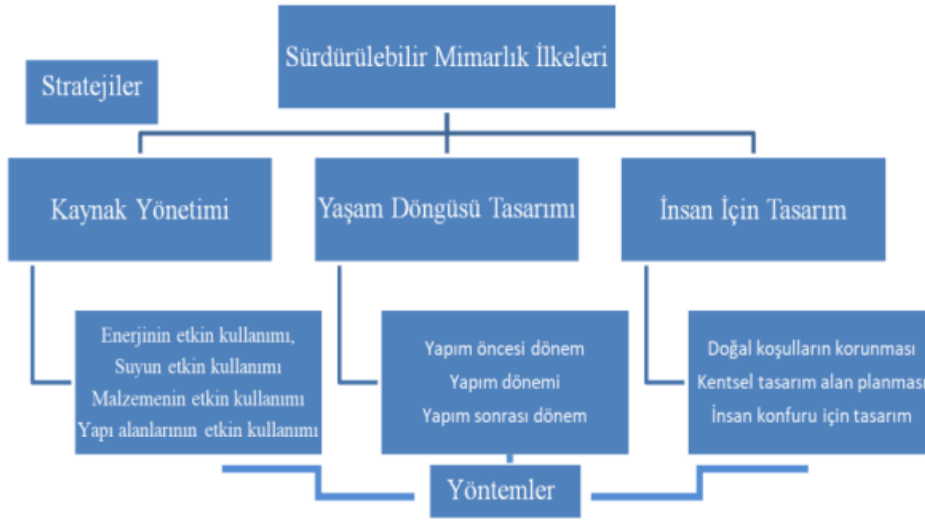 Sürdürülebilir Mimarlık İlkeleri
Stratejiler
Kaynak Yönetimi
Yaşam Döngüsü Tasarımı
İnsan İçin Tasarım
Enerjinin etkin kullanımı,
Suyun etkin kullanımı
Malzemenin etkin kullanımı
Yapı alanlarının etkin kullanımı
Yapım öncesi dönem
Yapım dönemi
Yapım sonrası dönem
Doğal koşulların korunması
Kentsel tasarım alan planması
İnsan konfuru için tasarım
Yöntemler